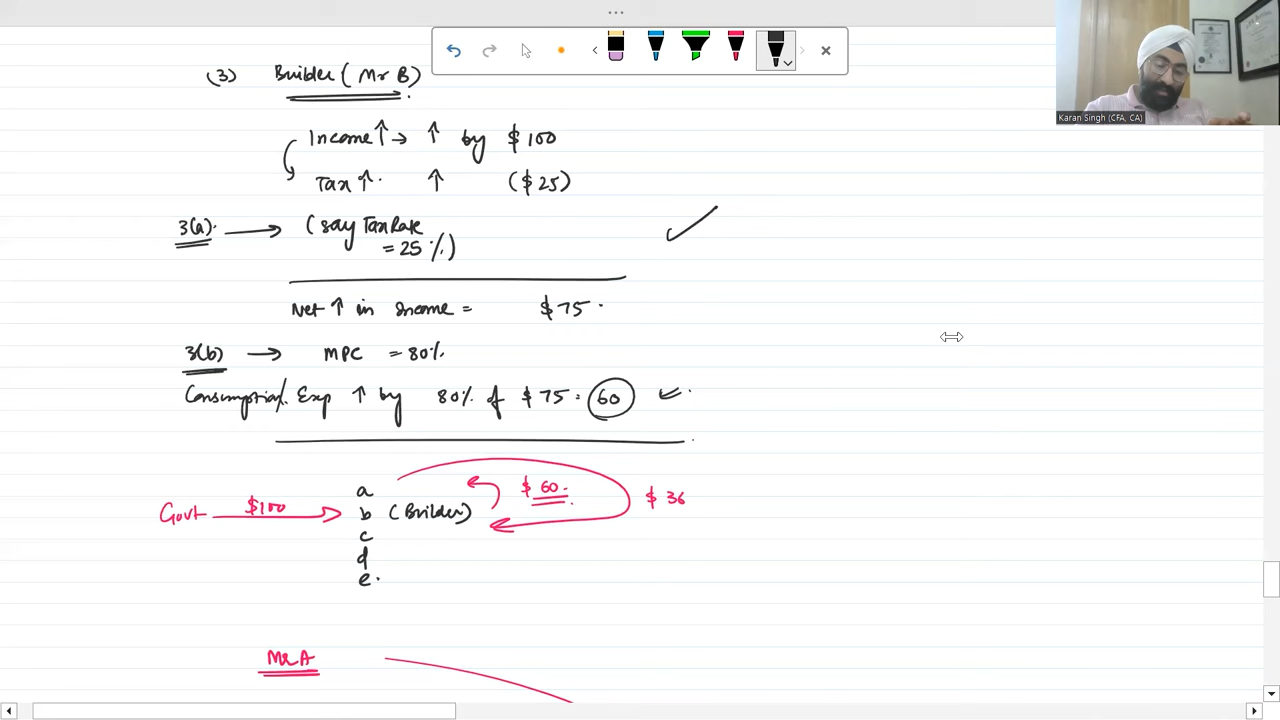 Karan Singh (CFA, CA)
(3) Builder (Mr B)
Income ↑ → ↑ by $ 100
Tax ↑. ↑ ($ 25)
3(a). → (say Tax Rate
= 25 %)
Net ↑ in Income = $ 75.
3(b) → MPC = 80%
Consumption Exp ↑ by 80% of $ 75 = 60
a
Govt $100 b (Builder) $ 60. $ 36
c
d
e.
Mr A